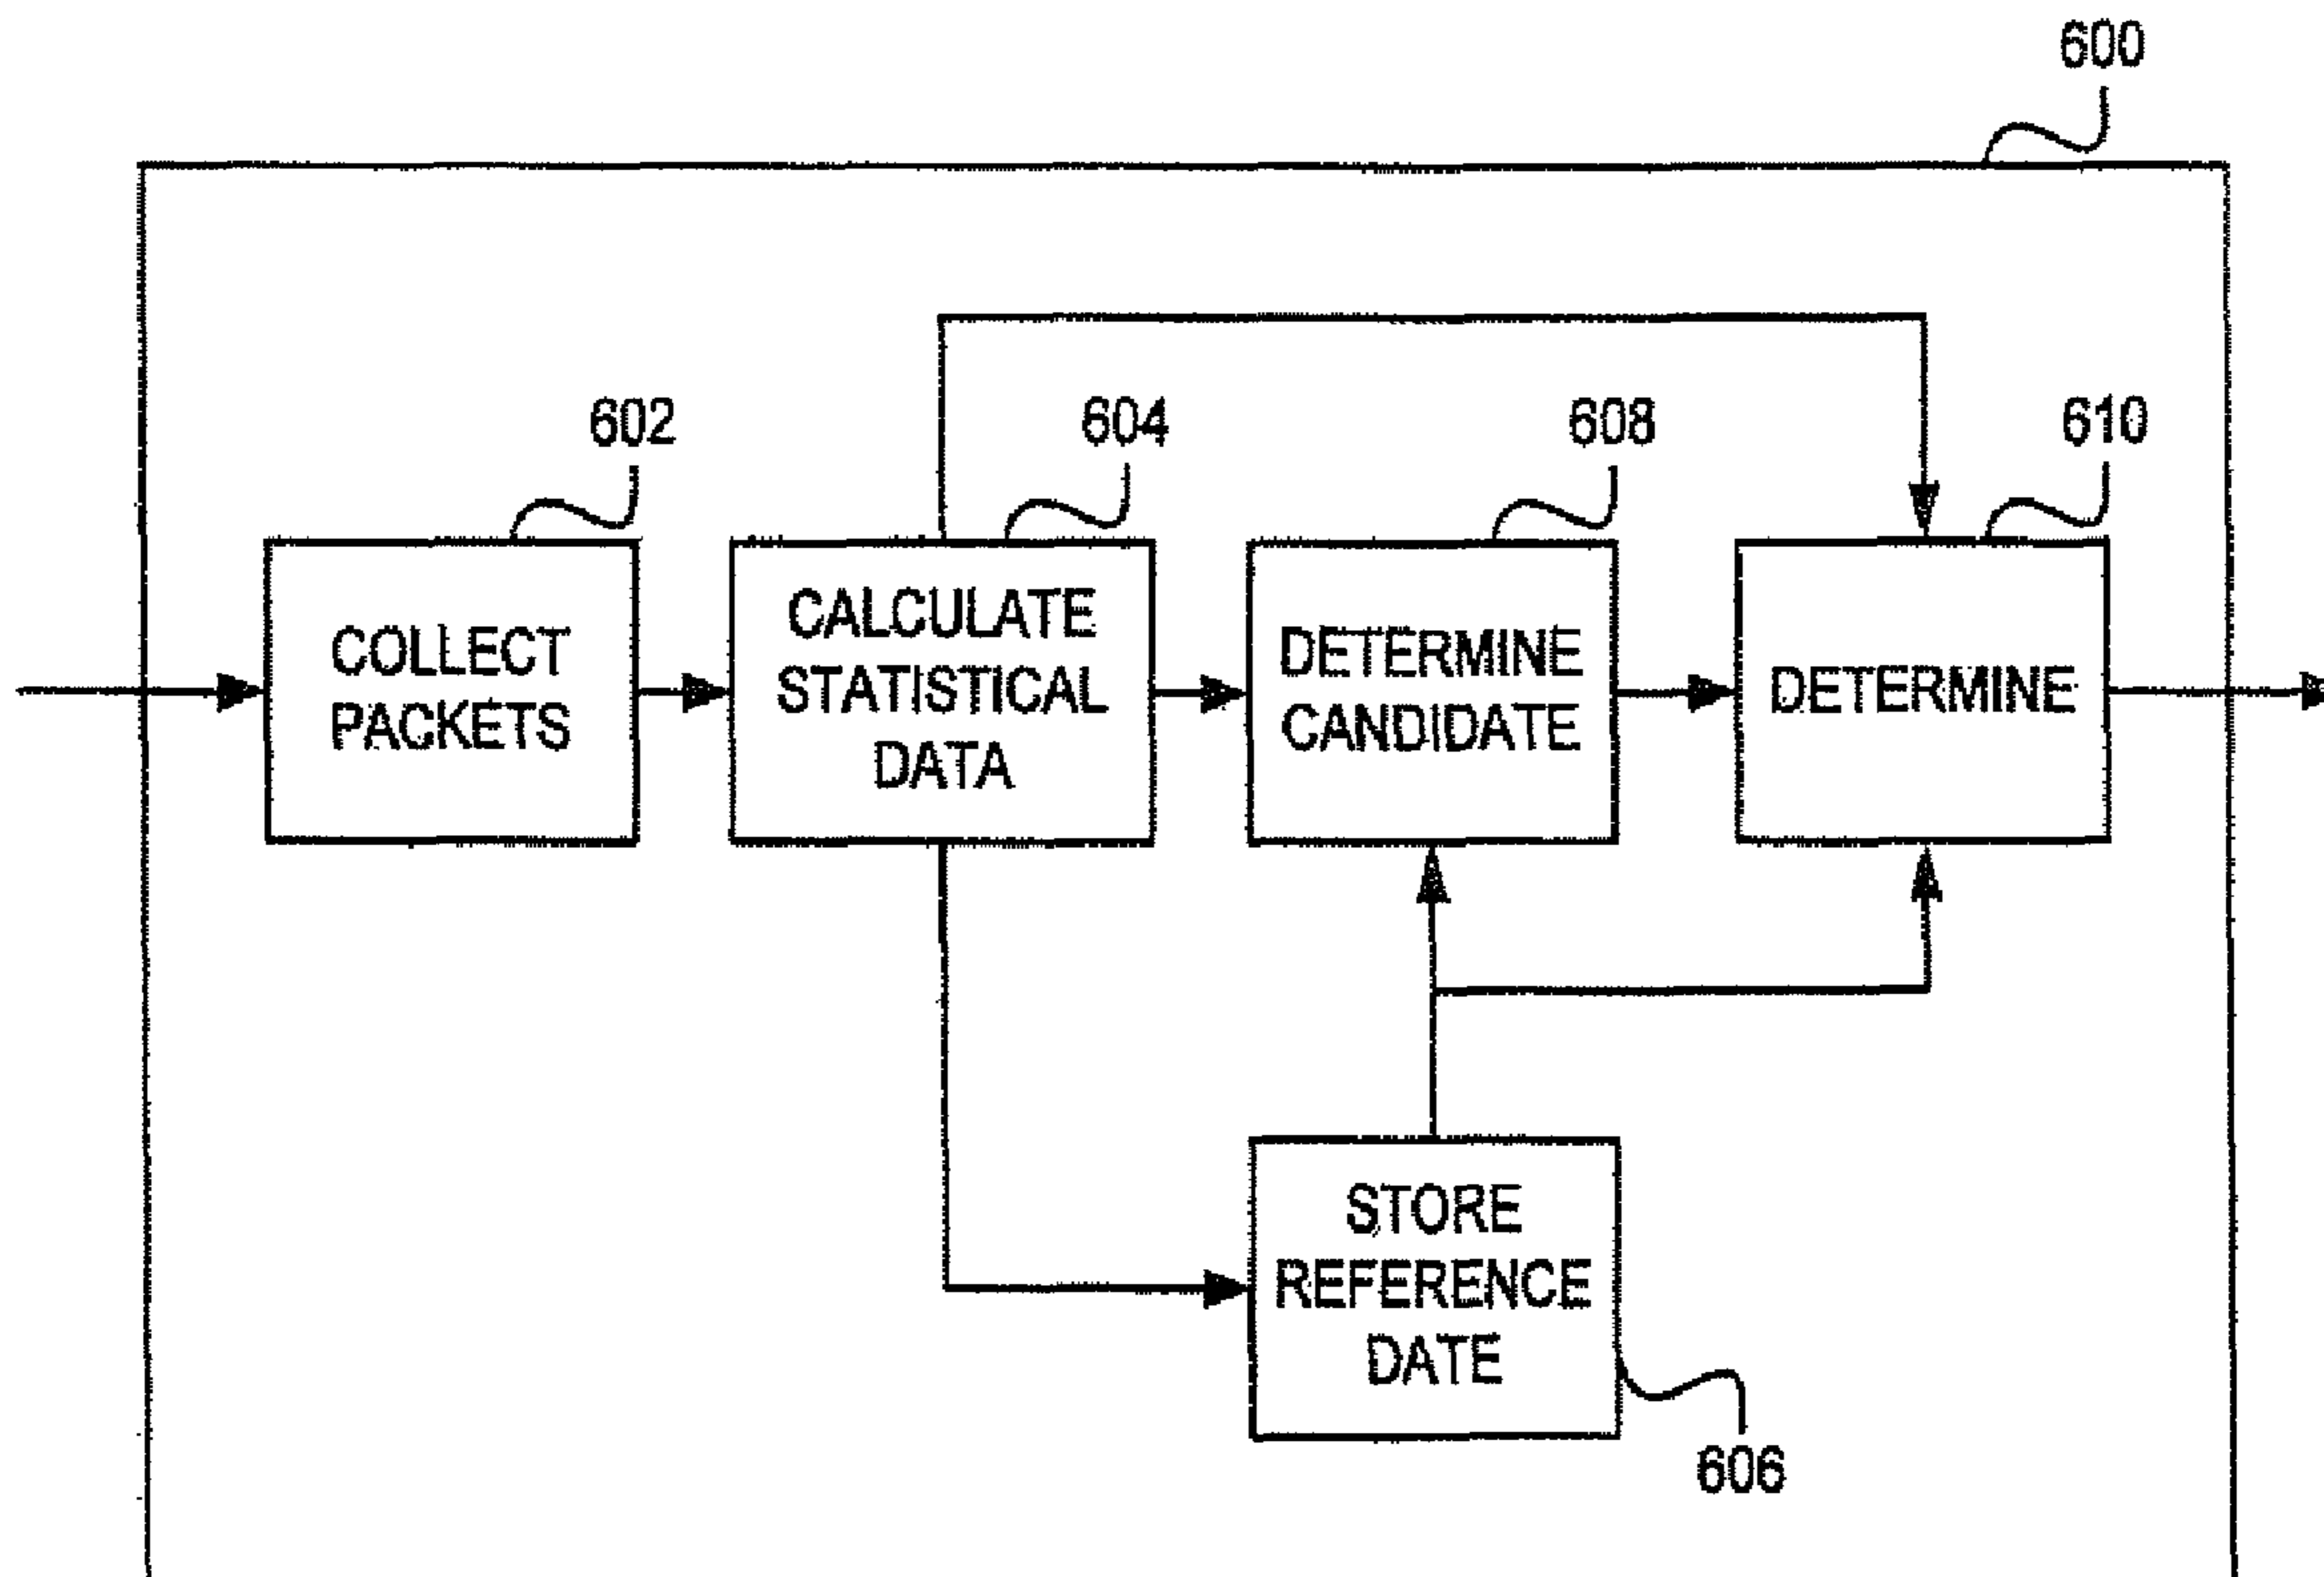 600
602
604
608
610
COLLECT
PACKETS
CALCULATE
STATISTICAL
DATA
DETERMINE
CANDIDATE
DETERMINE
STORE
REFERENCE
DATE
606